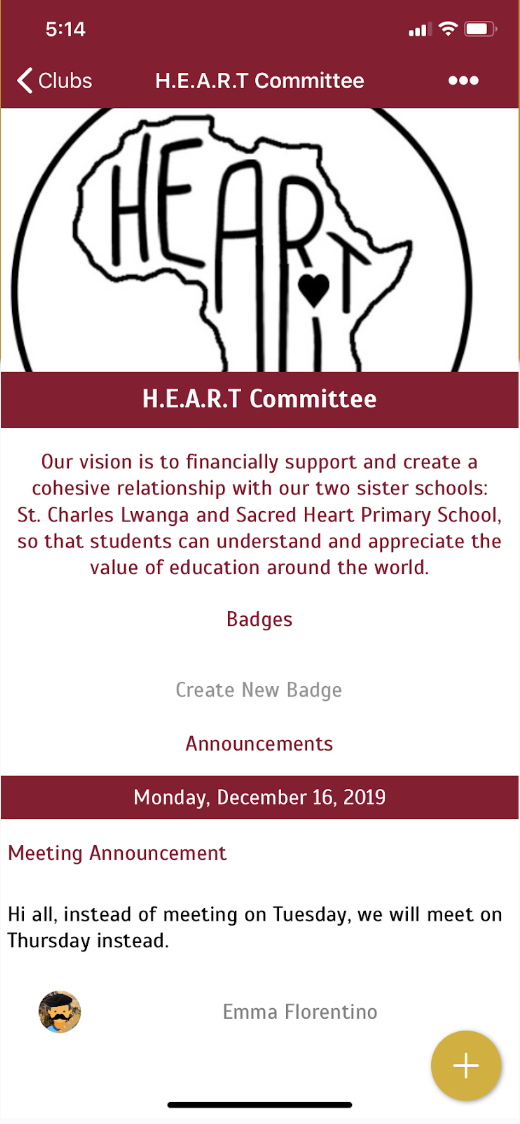 5:14
Clubs
H.E.A.R.T Committee
•••
HEART
H.E.A.R.T Committee
Our vision is to financially support and create a
cohesive relationship with our two sister schools:
St. Charles Lwanga and Sacred Heart Primary School,
so that students can understand and appreciate the
value of education around the world.
Badges
Create New Badge
Announcements
Monday, December 16, 2019
Meeting Announcement
Hi all, instead of meeting on Tuesday, we will meet on
Thursday instead.
Emma Florentino
+